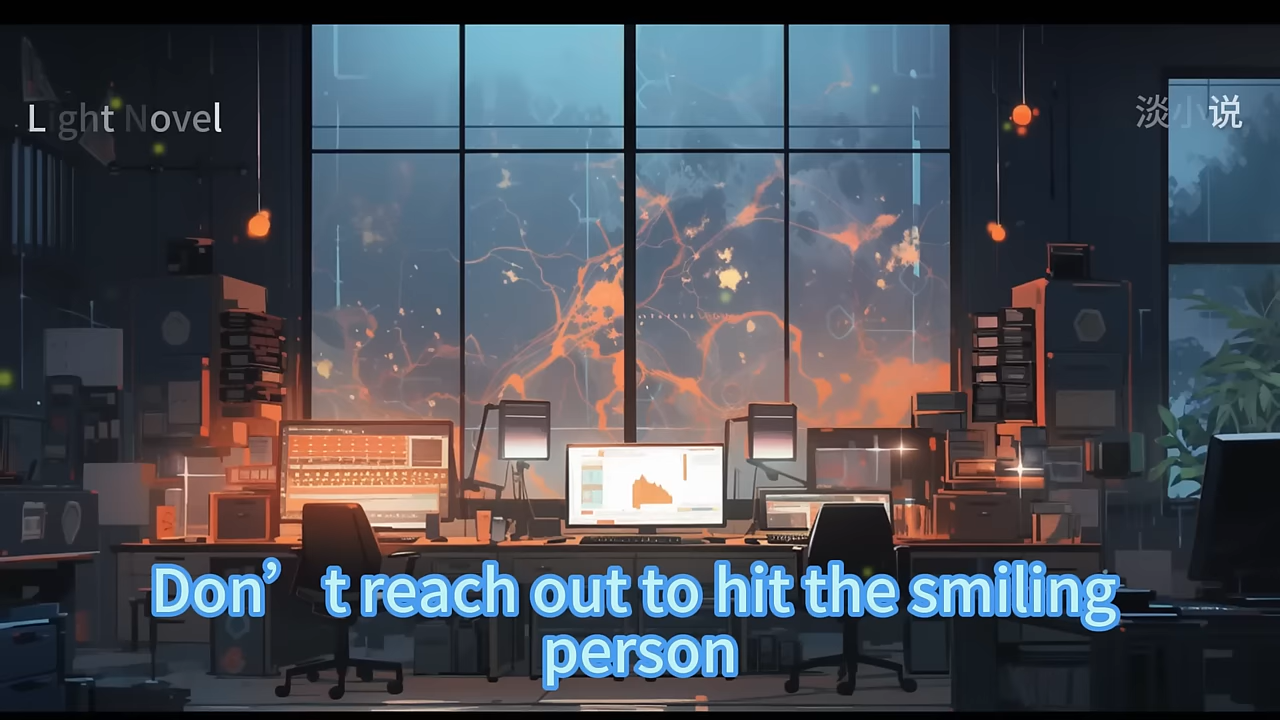 Light Novel
淡小说
Don’ t reach out to hit the smiling
person